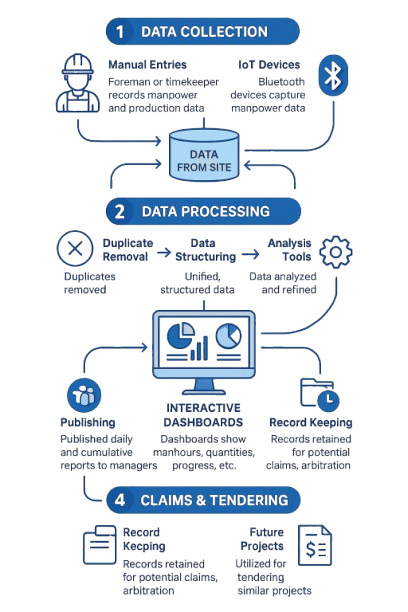 1 DATA COLLECTION
Manual Entries
Foreman or timekeeper
records manpower
and production data
IoT Devices
Bluetooth
devices capture
manpower data
DATA
FROM SITE
2 DATA PROCESSING
Duplicate
Removal
Duplicates
removed
Data
Structuring
Unified,
structured data
Analysis
Tools
Data analyzed
and refined
INTERACTIVE
DASHBOARDS
Dashboards show
manhours, quantities,
progress, etc.
Publishing
Published daily
and cumulative
reports to managers
Record Keeping
Records retained
for potential
claims, arbitration
4 CLAIMS & TENDERING
Record
Kkeping
Records retained
for potential claims,
arbitration
Future
Projects
Utilized for
tendering
similar projects
$